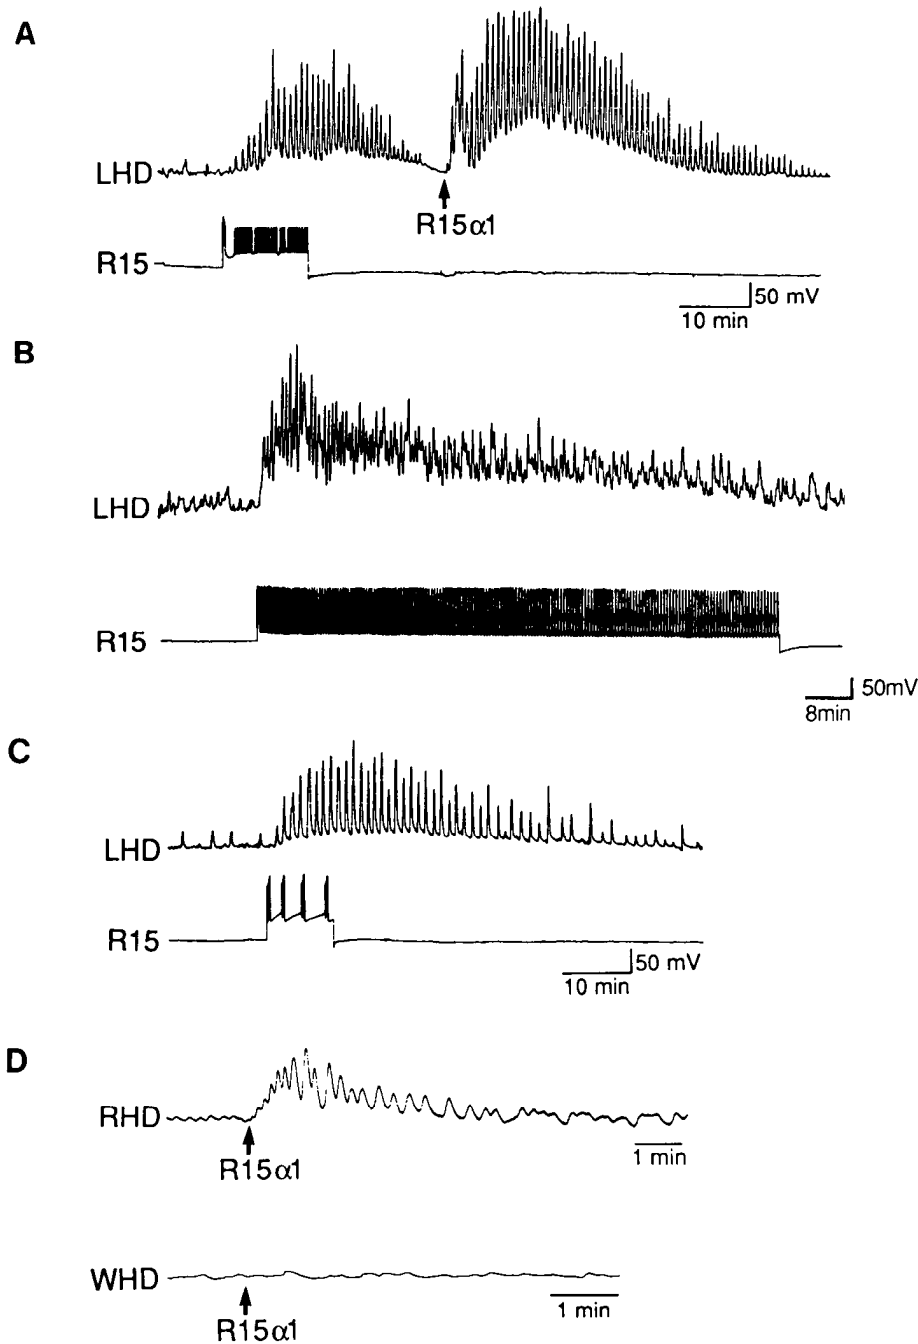 A
LHD
R15α1
R15
50 mV
10 min
B
LHD
R15
50mV
8min
C
LHD
R15
50 mV
10 min
D
RHD
1 min
R15α1
WHD
1 min
R15α1